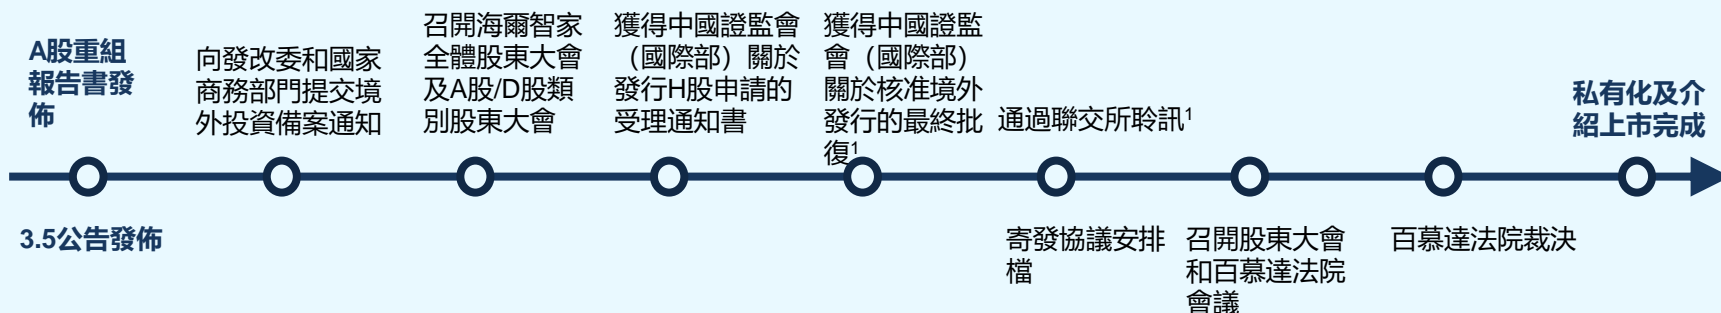 A股重組
報告書發
佈
向發改委和國家
商務部門提交境
外投資備案通知
召開海爾智家
全體股東大會
及A股/D股類
別股東大會
獲得中國證監會
（國際部）關於
發行H股申請的
受理通知書
獲得中國證監
會（國際部）
關於核准境外
發行的最終批
復1
通過聯交所聆訊1
私有化及介
紹上市完成
3.5公告發佈
寄發協議安排
檔
召開股東大會
和百慕達法院
會議
百慕達法院裁決